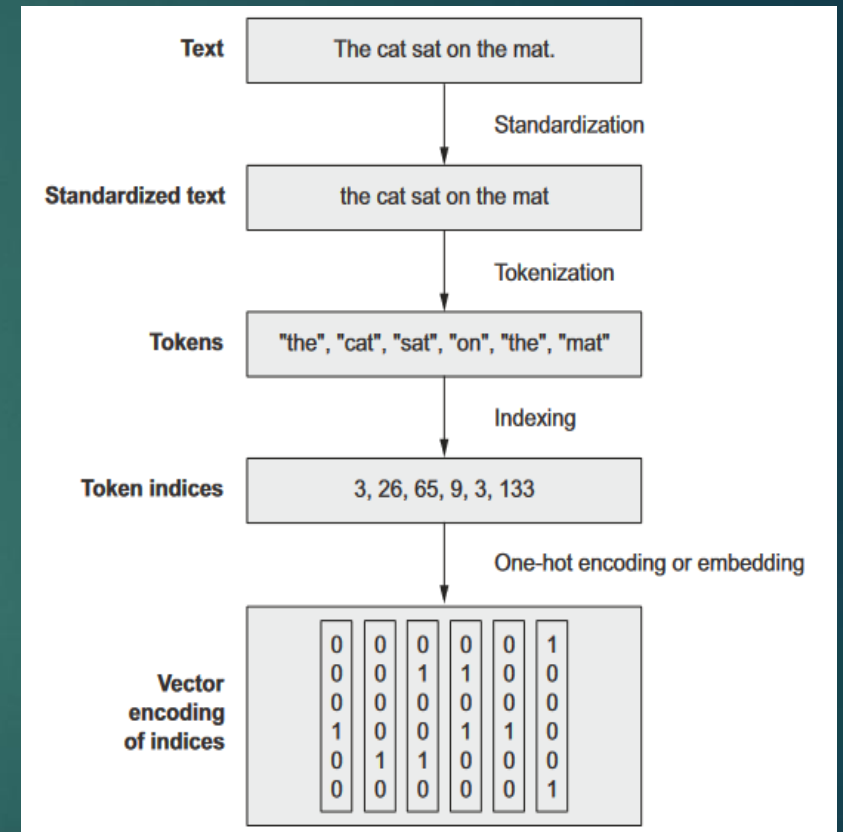 Text
The cat sat on the mat.
Standardization
Standardized text
the cat sat on the mat
Tokenization
Tokens
"the", "cat", "sat", "on", "the", "mat"
Indexing
Token indices
3, 26, 65, 9, 3, 133
One-hot encoding or embedding
Vector
encoding
of indices
0 0 0 0 0 1
0 0 1 1 0 0
0 0 0 0 0 0
1 0 0 1 1 0
0 1 1 0 0 0
0 0 0 0 0 1